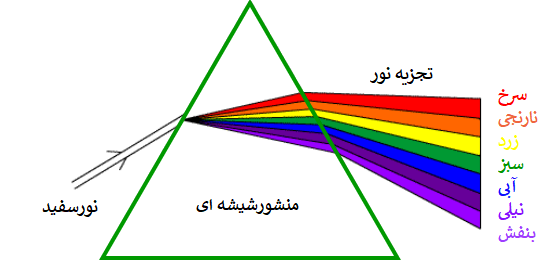 تجزیه نور
سرخ
نارنجی
زرد
سبز
آبی
نیلی
بنفش
منشورشیشه ای
نورسفید